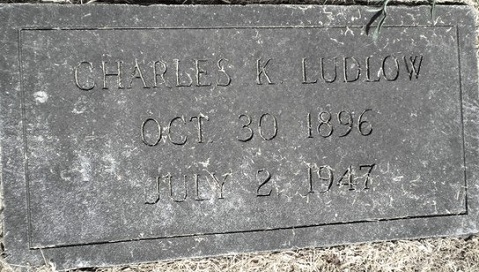 CHARLES K LUDLOW
OCT 30 1896
JULY 2 1947